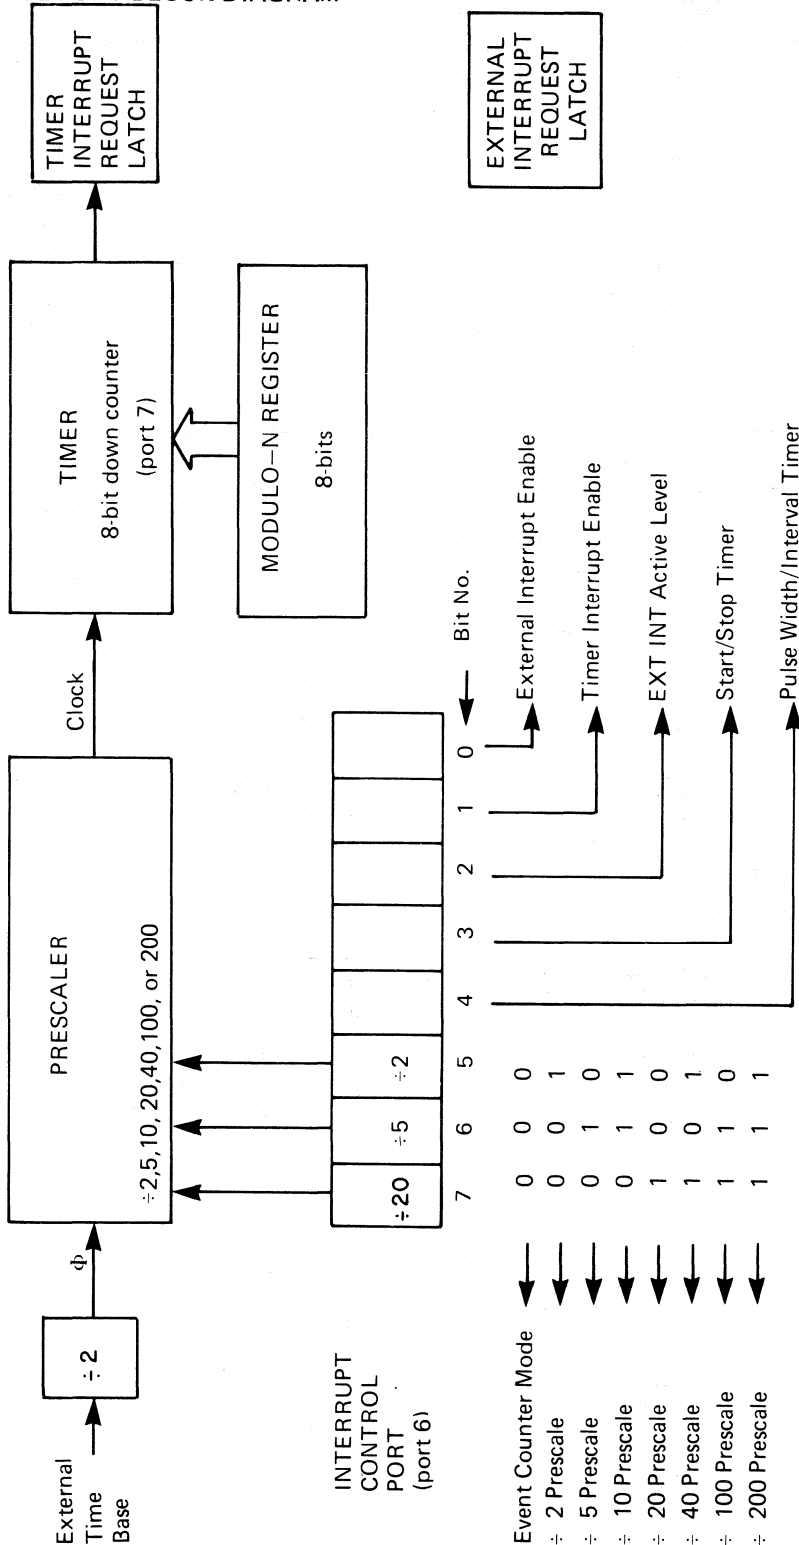 TIMER
INTERRUPT
REQUEST
LATCH
EXTERNAL
INTERRUPT
REQUEST
LATCH
TIMER
8-bit down counter
(port 7)
MODULO–N REGISTER
8-bits
Clock
PRESCALER
÷2,5,10, 20,40,100, or 200
Φ
÷2
External
Time
Base
INTERRUPT
CONTROL
PORT
(port 6)
÷20 ÷5 ÷2
7 6 5 4 3 2 1 0 Bit No.
External Interrupt Enable
Timer Interrupt Enable
EXT INT Active Level
Start/Stop Timer
Pulse Width/Interval Timer
Event Counter Mode 0 0 0
÷ 2 Prescale 0 0 1
÷ 5 Prescale 0 1 0
÷ 10 Prescale 0 1 1
÷ 20 Prescale 1 0 0
÷ 40 Prescale 1 0 1
÷ 100 Prescale 1 1 0
÷ 200 Prescale 1 1 1